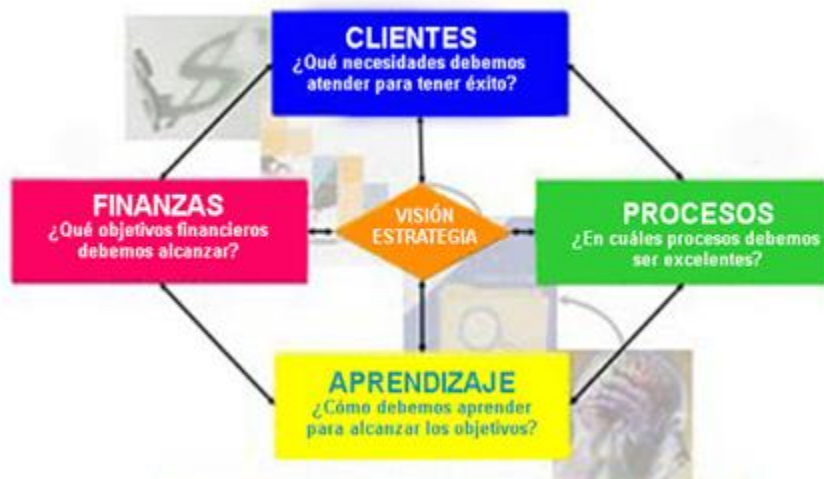 CLIENTES
¿Qué necesidades debemos
atender para tener éxito?
FINANZAS
¿Qué objetivos financieros
debemos alcanzar?
VISIÓN
ESTRATEGIA
PROCESOS
¿En cuáles procesos debemos
ser excelentes?
APRENDIZAJE
¿Cómo debemos aprender
para alcanzar los objetivos?